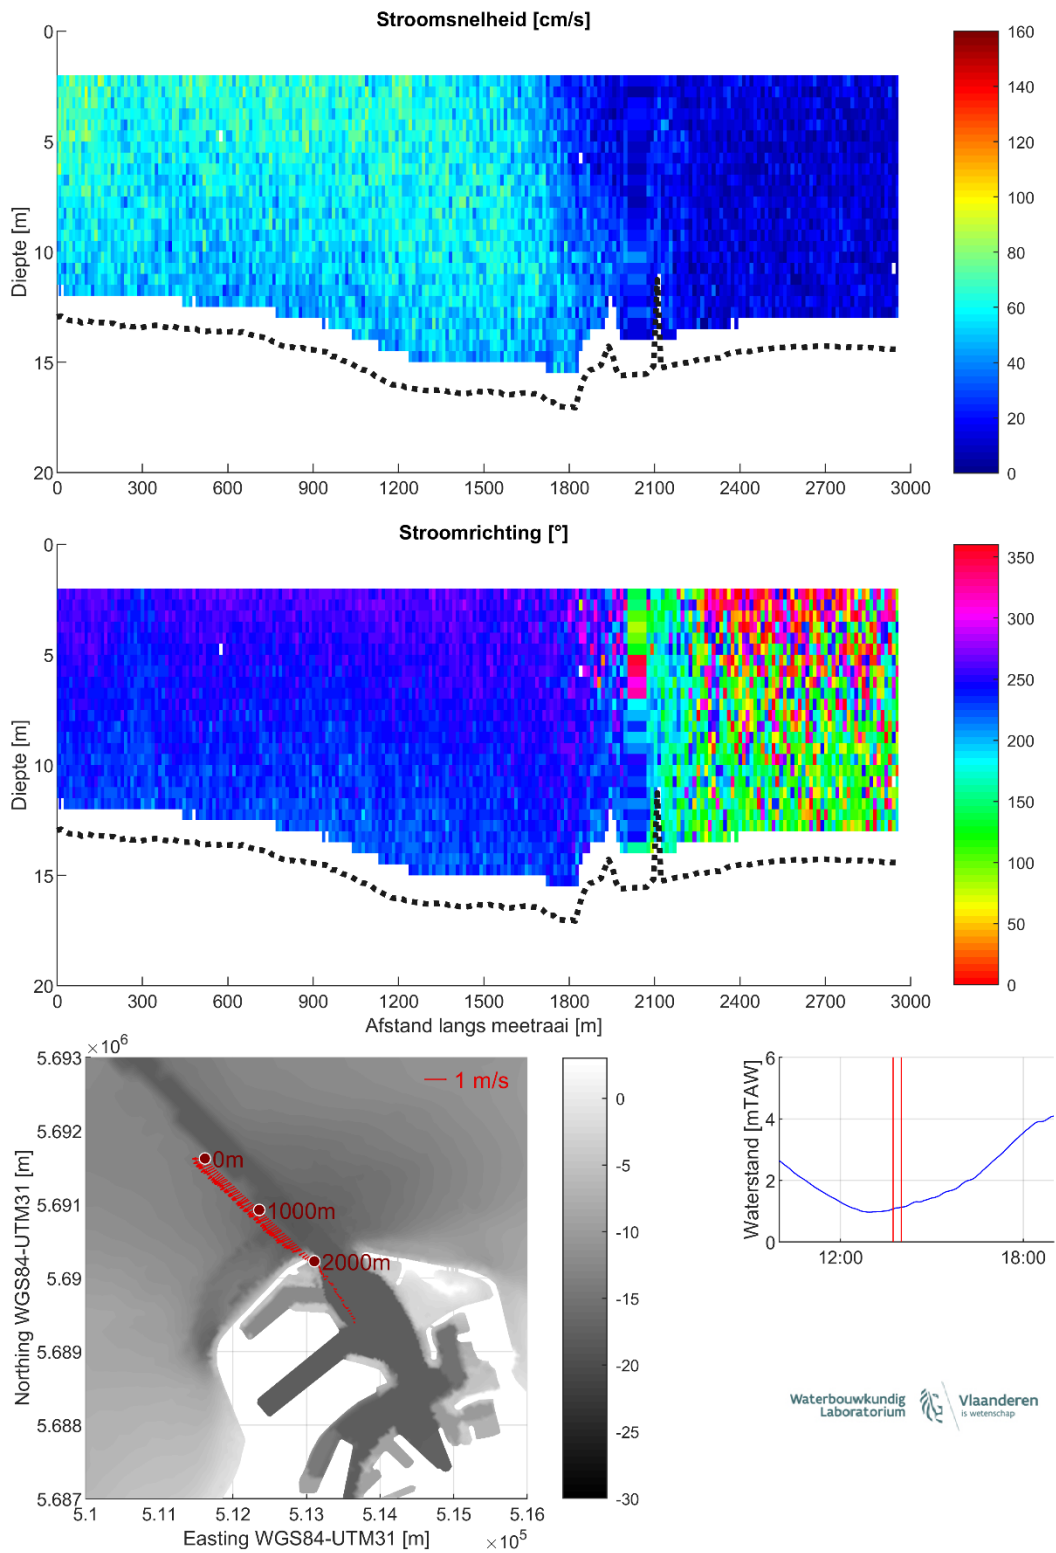 Stroomsnelheid [cm/s]
0
5
10
15
20
Diepte [m]
0 300 600 900 1200 1500 1800 2100 2400 2700 3000
160
140
120
100
80
60
40
20
0
Stroomrichting [°]
0
5
10
15
20
Diepte [m]
0 300 600 900 1200 1500 1800 2100 2400 2700 3000
Afstand langs meetraai [m]
350
300
250
200
150
100
50
0
×10⁶
5.693
5.692
5.691
5.69
5.689
5.688
5.687
Northing WGS84-UTM31 [m]
1 m/s
0m
1000m
2000m
5.1 5.11 5.12 5.13 5.14 5.15 5.16
Easting WGS84-UTM31 [m]
×10⁵
0
-5
-10
-15
-20
-25
-30
6
4
2
0
Waterstand [mTAW]
12:00 18:00
Waterbouwkundig
Laboratorium
Vlaanderen
is wetenschap